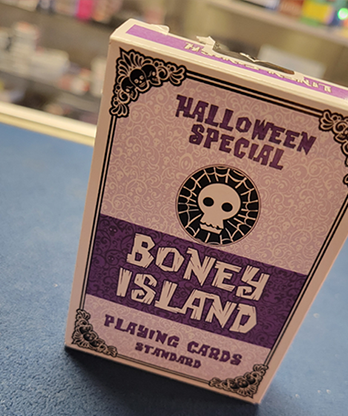 HALLOWEEN
SPECIAL
BONEY
ISLAND
PLAYING CARDS
STANDARD